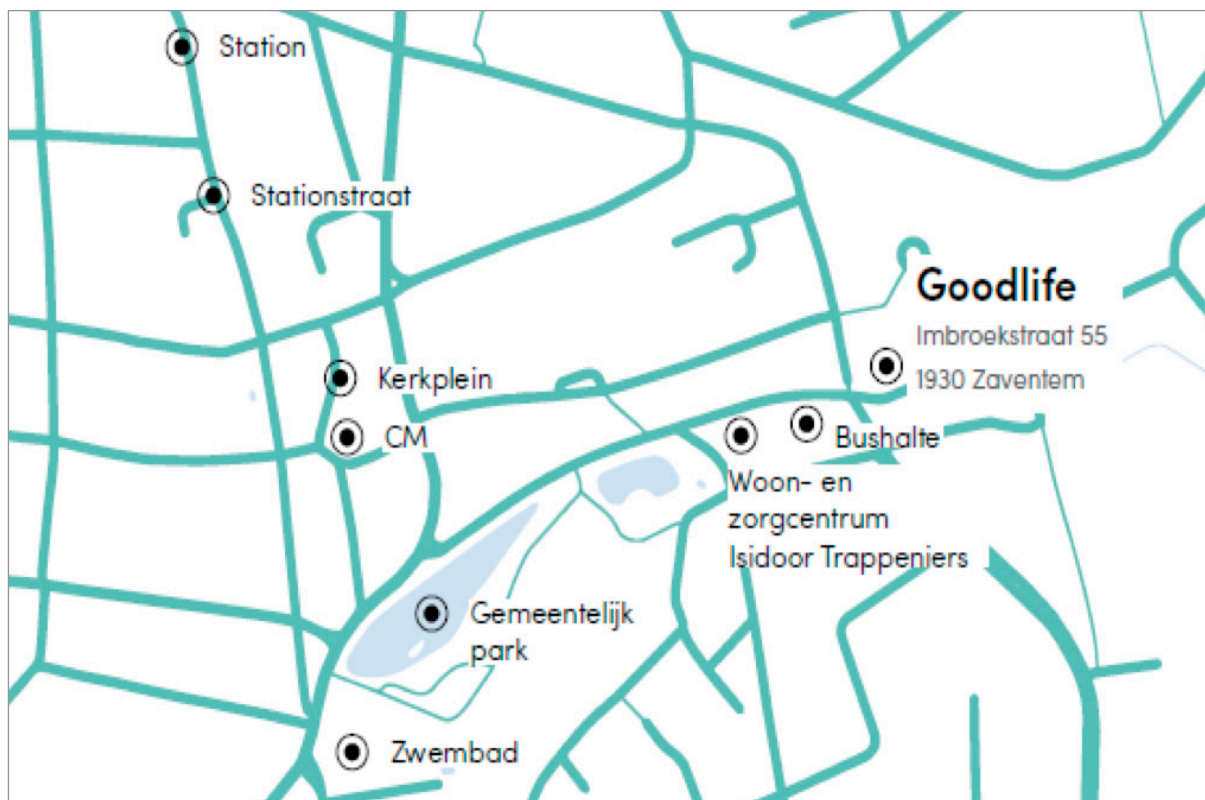 Station
Stationstraat
Goodlife
Imbroekstraat 55
1930 Zaventem
Kerkplein
CM
Bushalte
Woon- en
zorgcentrum
Isidoor Trappeniers
Gemeentelijk
park
Zwembad